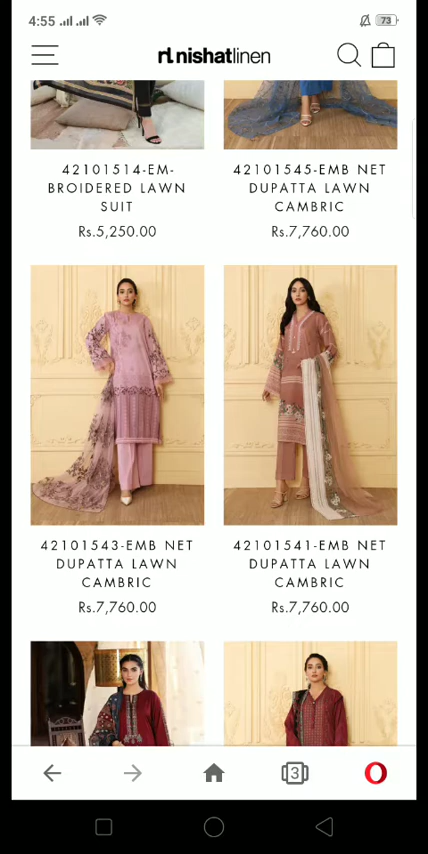 4:55
73
nl nishatlinen
42101514-EM-
BROIDERED LAWN
SUIT
Rs.5,250.00
42101545-EMB NET
DUPATTA LAWN
CAMBRIC
Rs.7,760.00
42101543-EMB NET
DUPATTA LAWN
CAMBRIC
Rs.7,760.00
42101541-EMB NET
DUPATTA LAWN
CAMBRIC
Rs.7,760.00
3